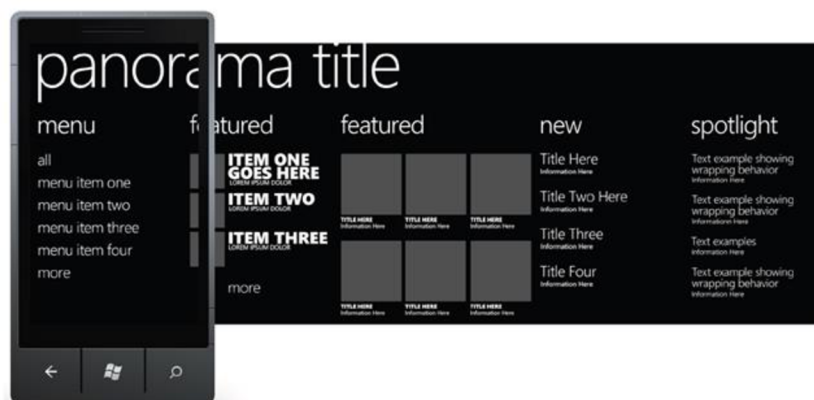 panorama title
menu
all
menu item one
menu item two
menu item three
menu item four
more
featured
ITEM ONE
GOES HERE
LOREM IPSUM DOLOR
ITEM TWO
LOREM IPSUM DOLOR
ITEM THREE
LOREM IPSUM DOLOR
more
featured
TITLE HERE TITLE HERE TITLE HERE
Information Here Information Here Information Here
TITLE HERE TITLE HERE TITLE HERE
Information Here Information Here Information Here
new
Title Here
Information Here
Title Two Here
Information Here
Title Three
Information Here
Title Four
Information Here
spotlight
Text example showing
wrapping behavior
Information Here
Text example showing
wrapping behavior
Informationn Here
Text examples
Information Here
Text example showing
wrapping behavior
Information Here